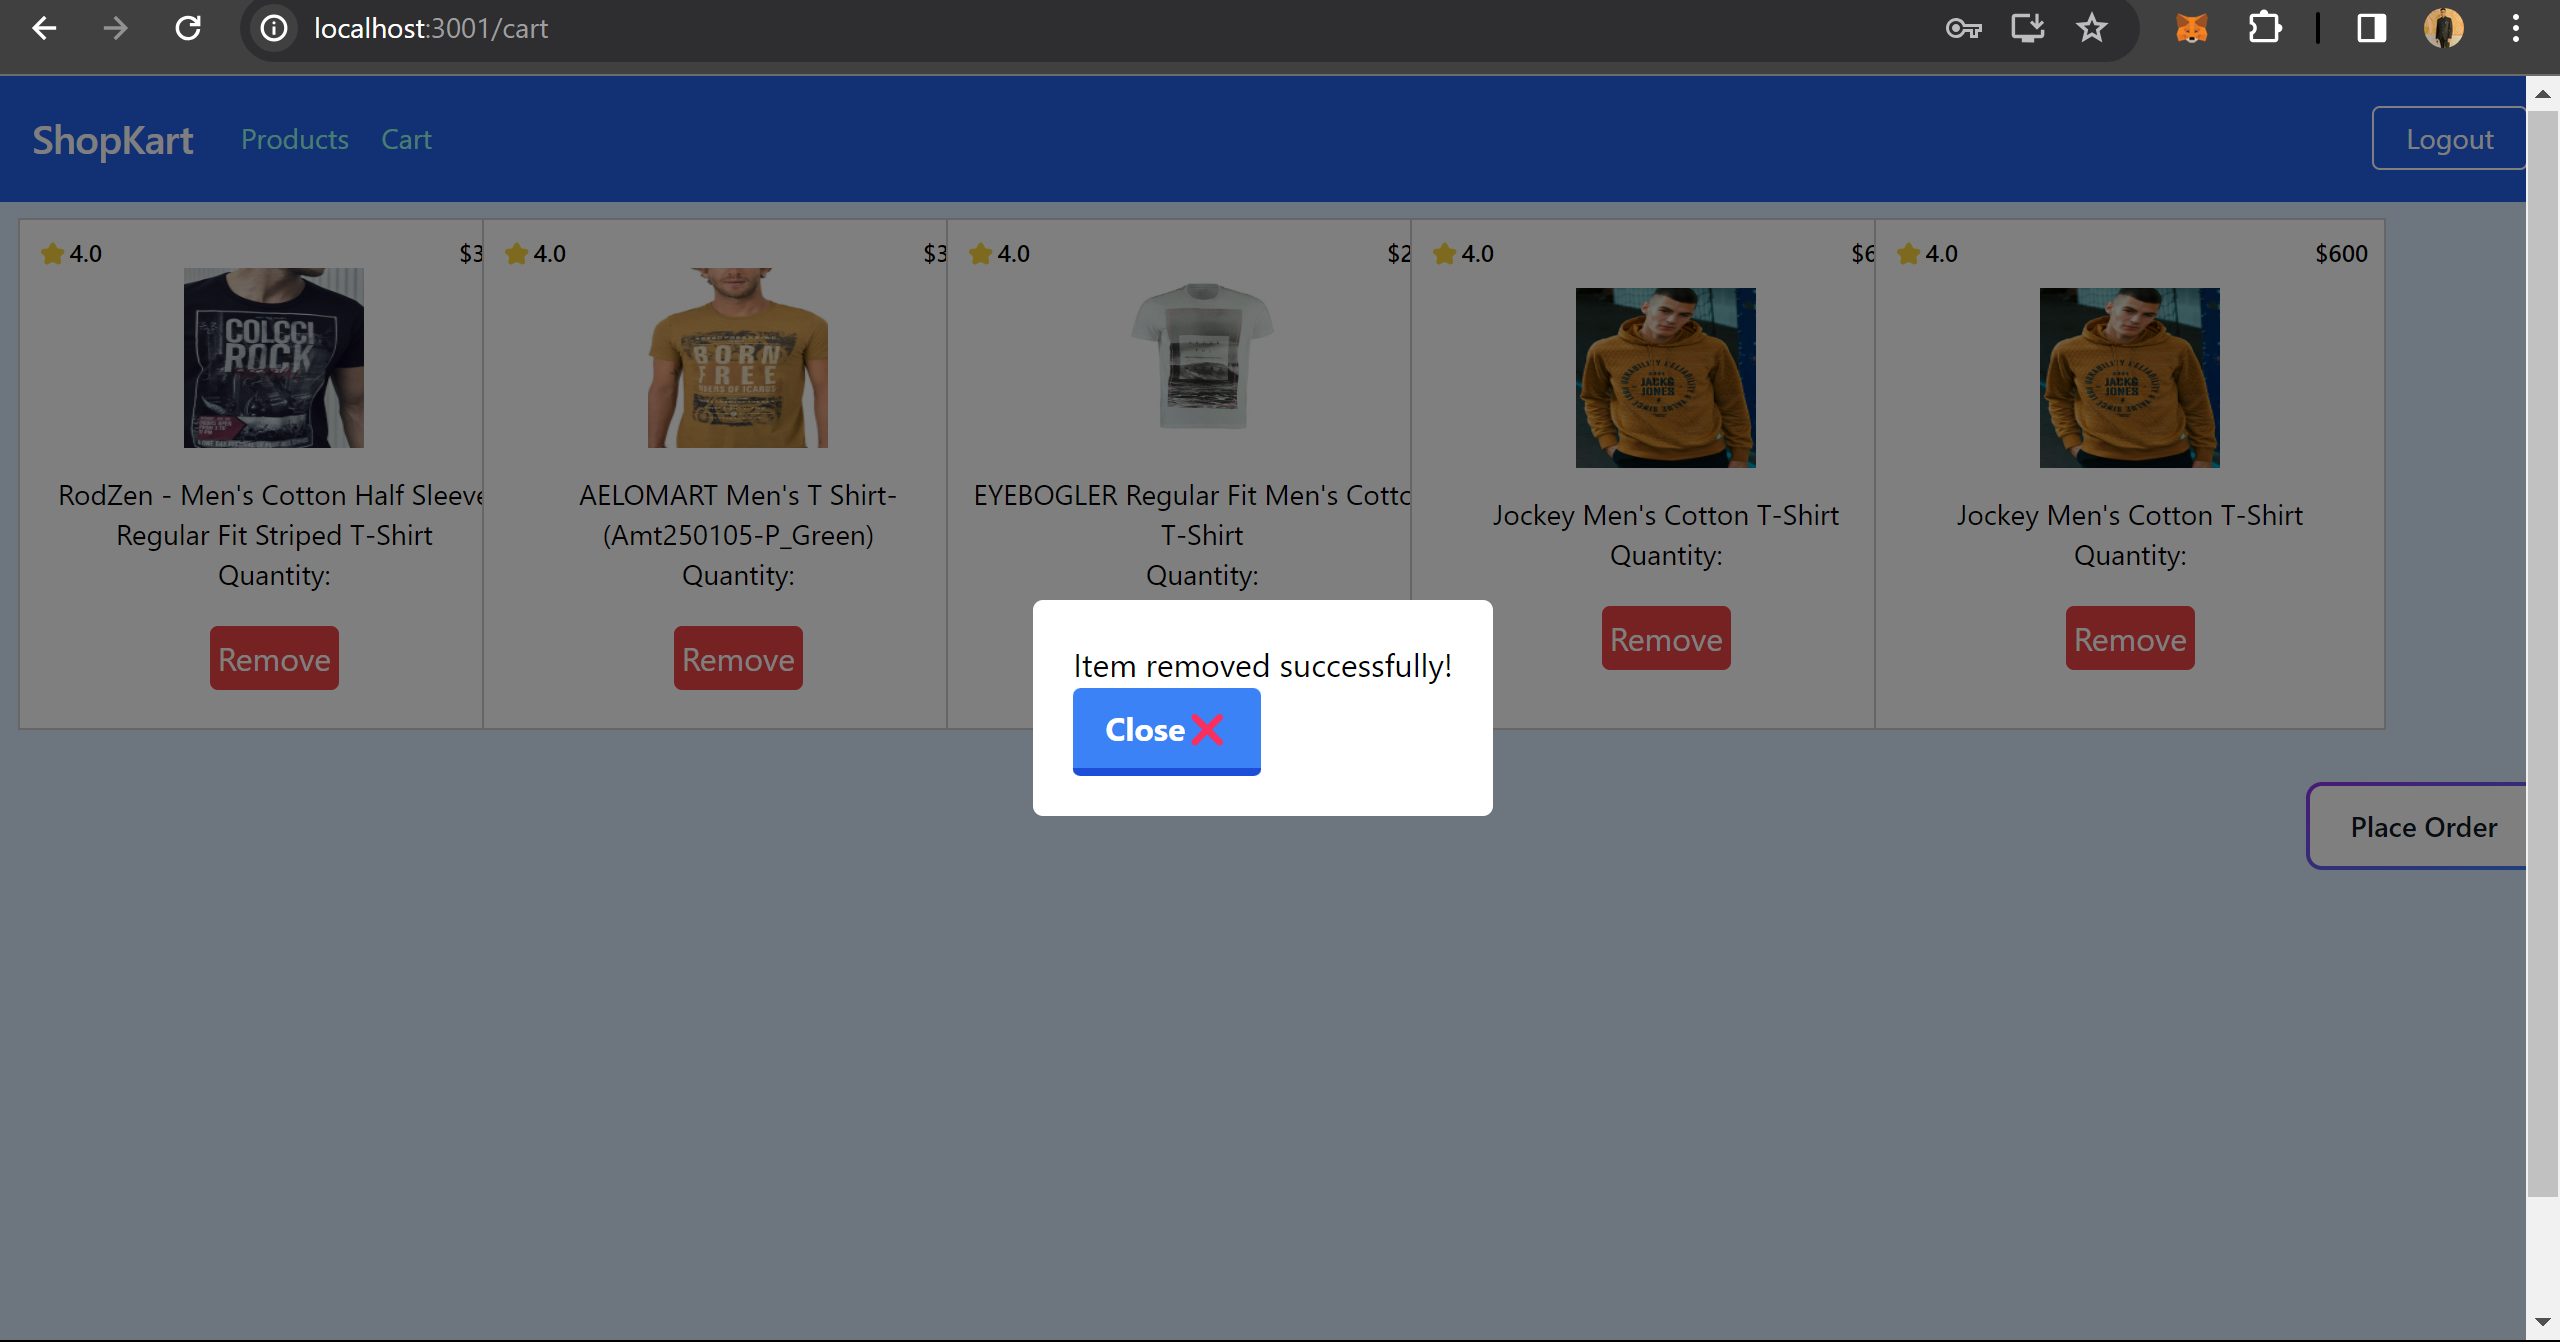 localhost:3001/cart
ShopKart Products Cart Logout
4.0 $3 4.0 $3 4.0 $2 4.0 $6 4.0 $600
COLCCI
ROCK
BORN
FREE
JACK&
JONES
JACK&
JONES
RodZen - Men's Cotton Half Sleeve
Regular Fit Striped T-Shirt
Quantity:
Remove
AELOMART Men's T Shirt-
(Amt250105-P_Green)
Quantity:
Remove
EYEBOGLER Regular Fit Men's Cotto
T-Shirt
Quantity:
Jockey Men's Cotton T-Shirt
Quantity:
Remove
Jockey Men's Cotton T-Shirt
Quantity:
Remove
Item removed successfully!
Close❌
Place Order